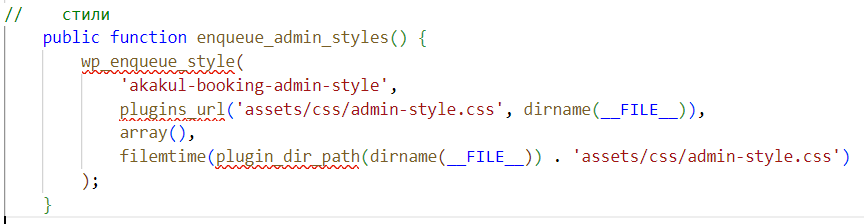 // стили
public function enqueue_admin_styles() {
wp_enqueue_style(
'akakul-booking-admin-style',
plugins_url('assets/css/admin-style.css', dirname(__FILE__)),
array(),
filemtime(plugin_dir_path(dirname(__FILE__)) . 'assets/css/admin-style.css')
);
}